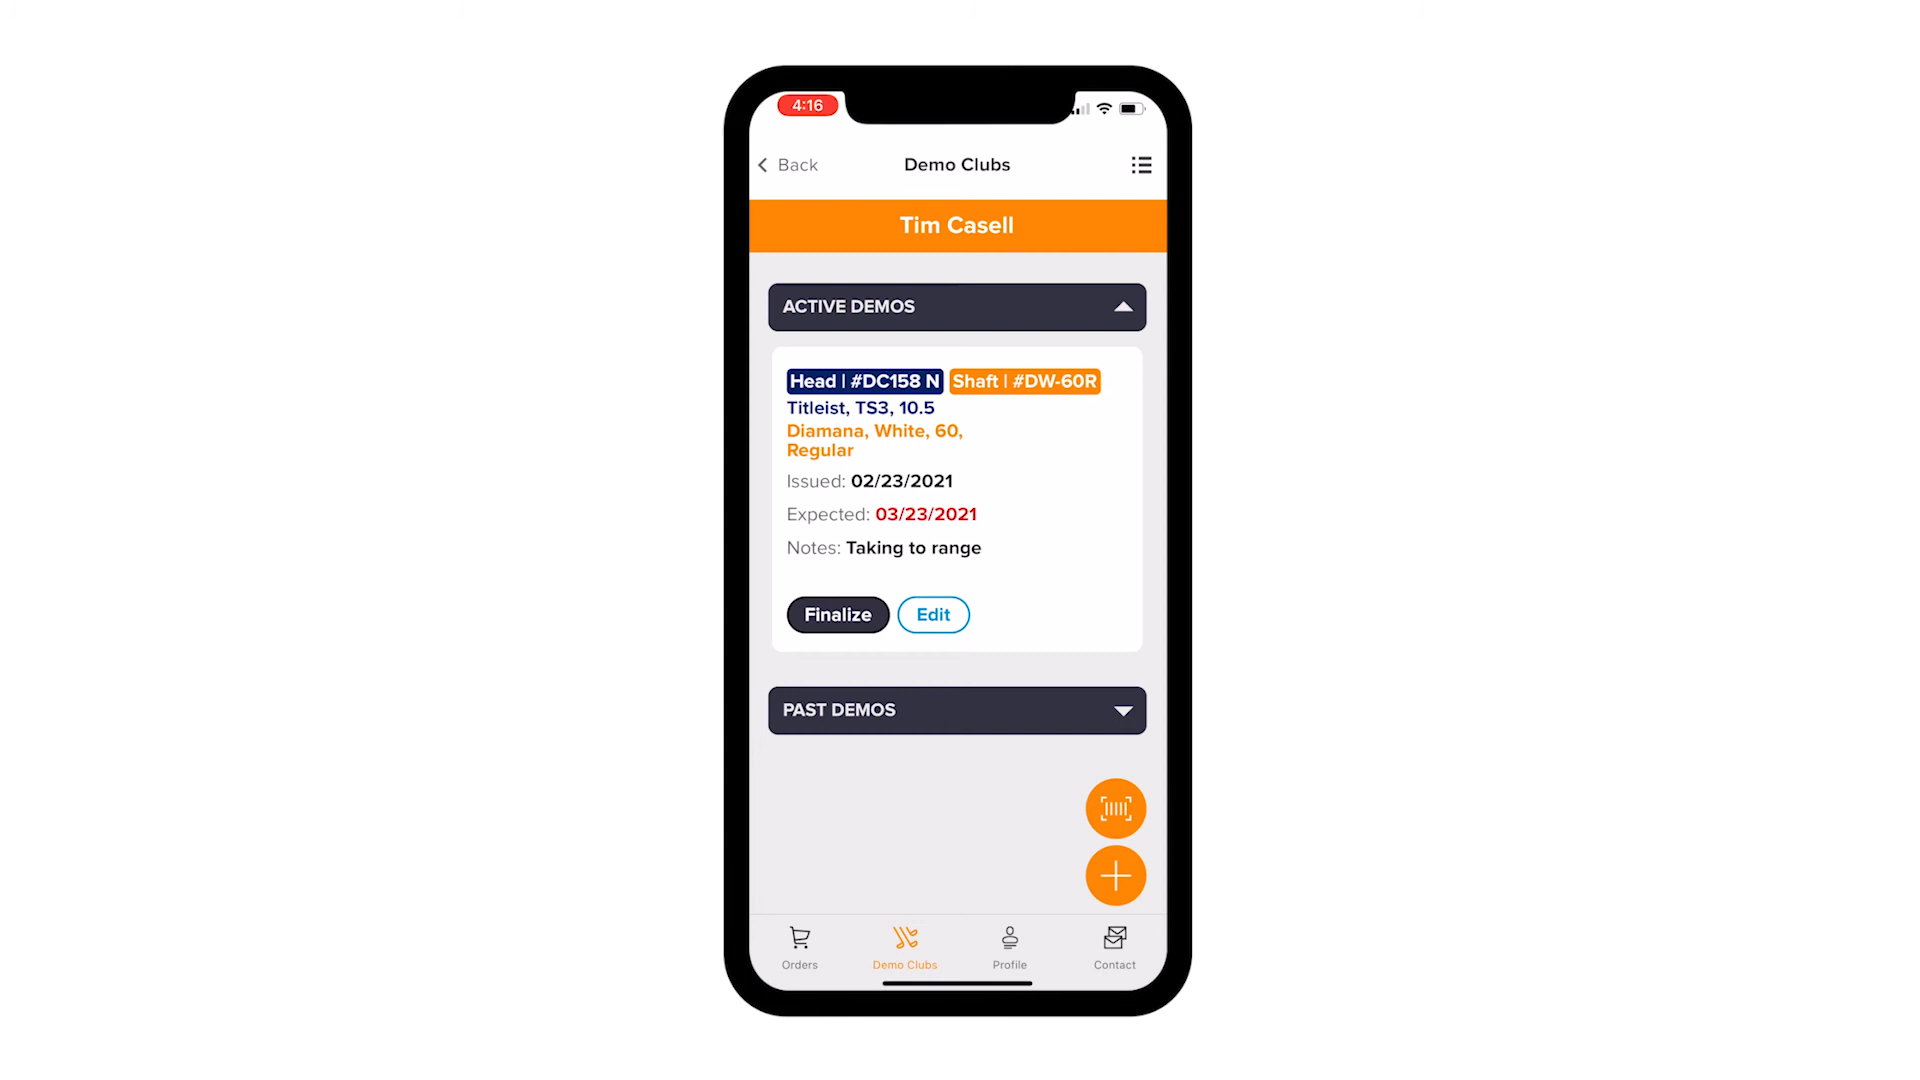 4:16
Back
Demo Clubs
Tim Casell
ACTIVE DEMOS
Head | #DC158 N Shaft | #DW-60R
Titleist, TS3, 10.5
Diamana, White, 60,
Regular
Issued: 02/23/2021
Expected: 03/23/2021
Notes: Taking to range
Finalize Edit
PAST DEMOS
Orders Demo Clubs Profile Contact